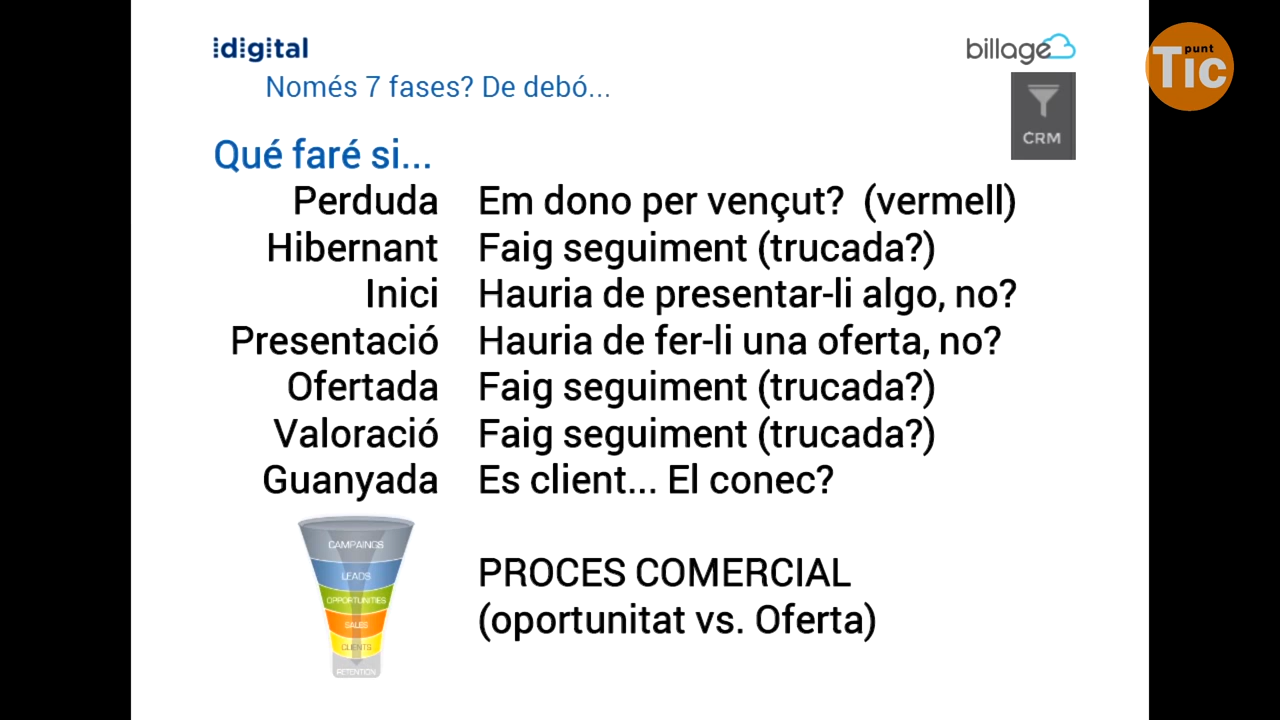 idigital
billage
punt
Tic
Només 7 fases? De debó...
CRM
Qué faré si...
Perduda Em dono per vençut? (vermell)
Hibernant Faig seguiment (trucada?)
Inici Hauria de presentar-li algo, no?
Presentació Hauria de fer-li una oferta, no?
Ofertada Faig seguiment (trucada?)
Valoració Faig seguiment (trucada?)
Guanyada Es client... El conec?
CAMPAINGS
LEADS
OPPORTUNITIES
SALES
CLIENTS
RETENTION
PROCES COMERCIAL
(oportunitat vs. Oferta)